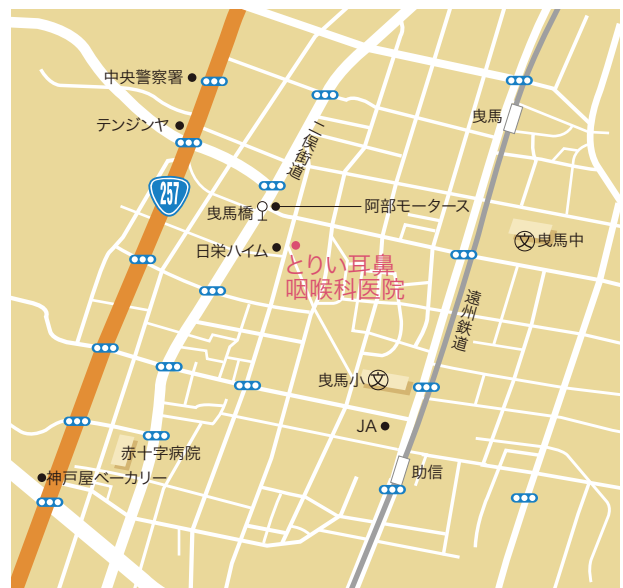 中央警察署
テンジンヤ
曳馬
二俣街道
257
阿部モータース
曳馬橋
日栄ハイム
文曳馬中
とりい耳鼻
咽喉科医院
遠州鉄道
曳馬小文
JA
赤十字病院
助信
神戸屋ベーカリー